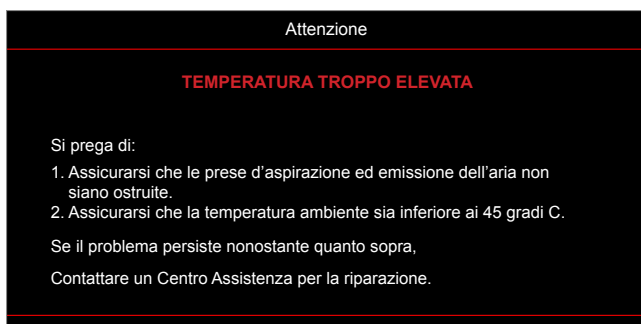 Attenzione
TEMPERATURA TROPPO ELEVATA
Si prega di:
1. Assicurarsi che le prese d’aspirazione ed emissione dell’aria non
siano ostruite.
2. Assicurarsi che la temperatura ambiente sia inferiore ai 45 gradi C.
Se il problema persiste nonostante quanto sopra,
Contattare un Centro Assistenza per la riparazione.